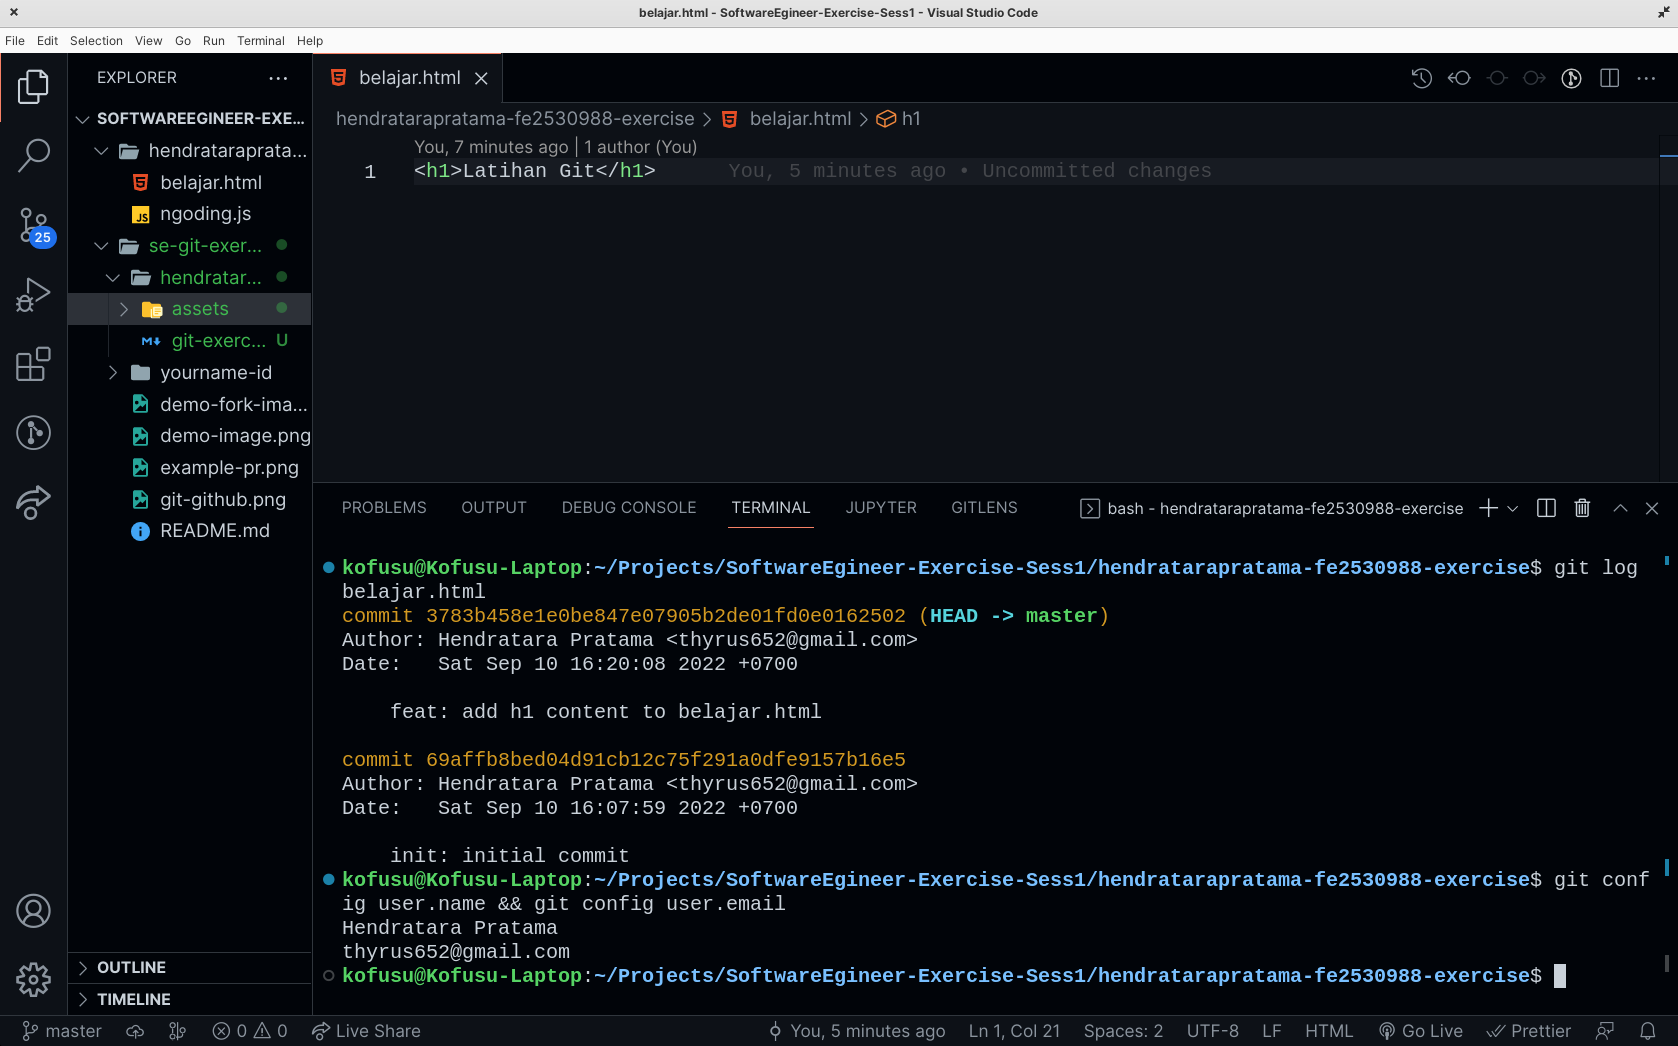 belajar.html - SoftwareEgineer-Exercise-Sess1 - Visual Studio Code
File Edit Selection View Go Run Terminal Help
EXPLORER
SOFTWAREEGINEER-EXE...
hendratarapratа...
belajar.html
ngoding.js
se-git-exer...
hendratar...
assets
git-exerc... U
yourname-id
demo-fork-ima...
demo-image.png
example-pr.png
git-github.png
README.md
OUTLINE
TIMELINE
25
belajar.html
hendratarapratama-fe2530988-exercise > belajar.html > h1
You, 7 minutes ago | 1 author (You)
1 <h1>Latihan Git</h1> You, 5 minutes ago • Uncommitted changes
PROBLEMS OUTPUT DEBUG CONSOLE TERMINAL JUPYTER GITLENS
bash - hendratarapratama-fe2530988-exercise
kofusu@Kofusu-Laptop:~/Projects/SoftwareEgineer-Exercise-Sess1/hendratarapratama-fe2530988-exercise$ git log
belajar.html
commit 3783b458e1e0be847e07905b2de01fd0e0162502 (HEAD -> master)
Author: Hendratara Pratama <thyrus652@gmail.com>
Date:   Sat Sep 10 16:20:08 2022 +0700
feat: add h1 content to belajar.html
commit 69affb8bed04d91cb12c75f291a0dfe9157b16e5
Author: Hendratara Pratama <thyrus652@gmail.com>
Date:   Sat Sep 10 16:07:59 2022 +0700
init: initial commit
kofusu@Kofusu-Laptop:~/Projects/SoftwareEgineer-Exercise-Sess1/hendratarapratama-fe2530988-exercise$ git conf
ig user.name && git config user.email
Hendratara Pratama
thyrus652@gmail.com
kofusu@Kofusu-Laptop:~/Projects/SoftwareEgineer-Exercise-Sess1/hendratarapratama-fe2530988-exercise$
master 0 0 Live Share You, 5 minutes ago Ln 1, Col 21 Spaces: 2 UTF-8 LF HTML Go Live Prettier